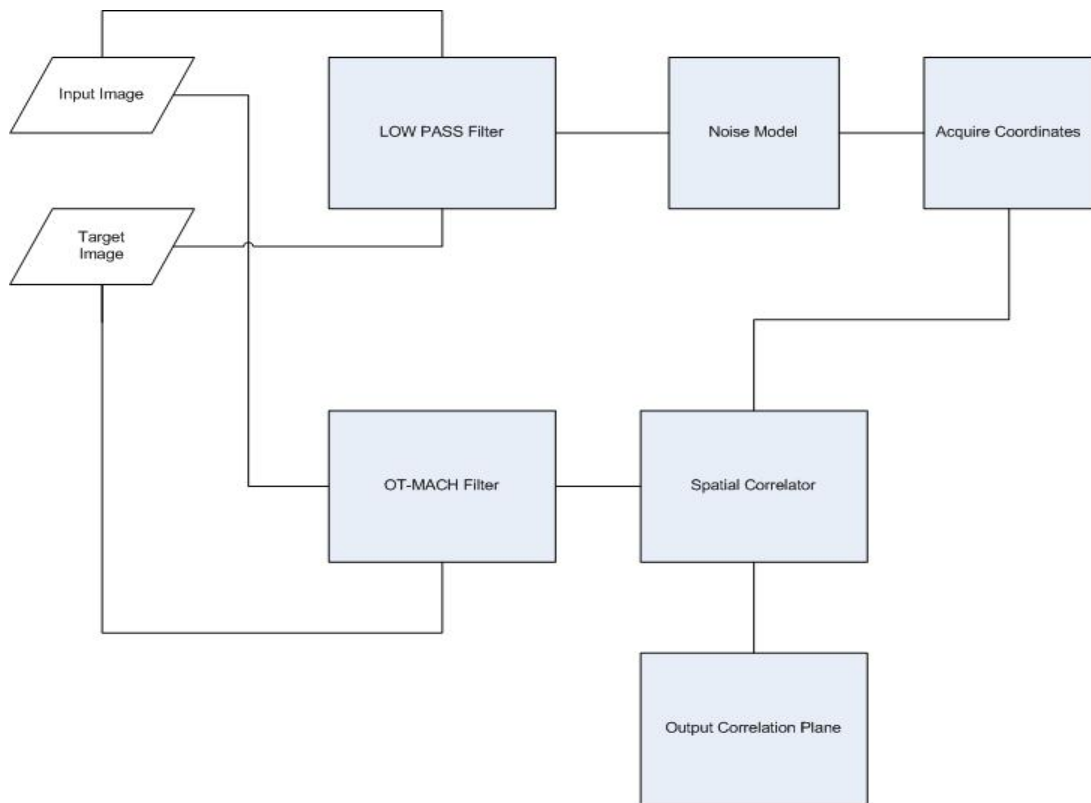 Input Image
LOW PASS Filter
Noise Model
Acquire Coordinates
Target
Image
OT-MACH Filter
Spatial Correlator
Output Correlation Plane